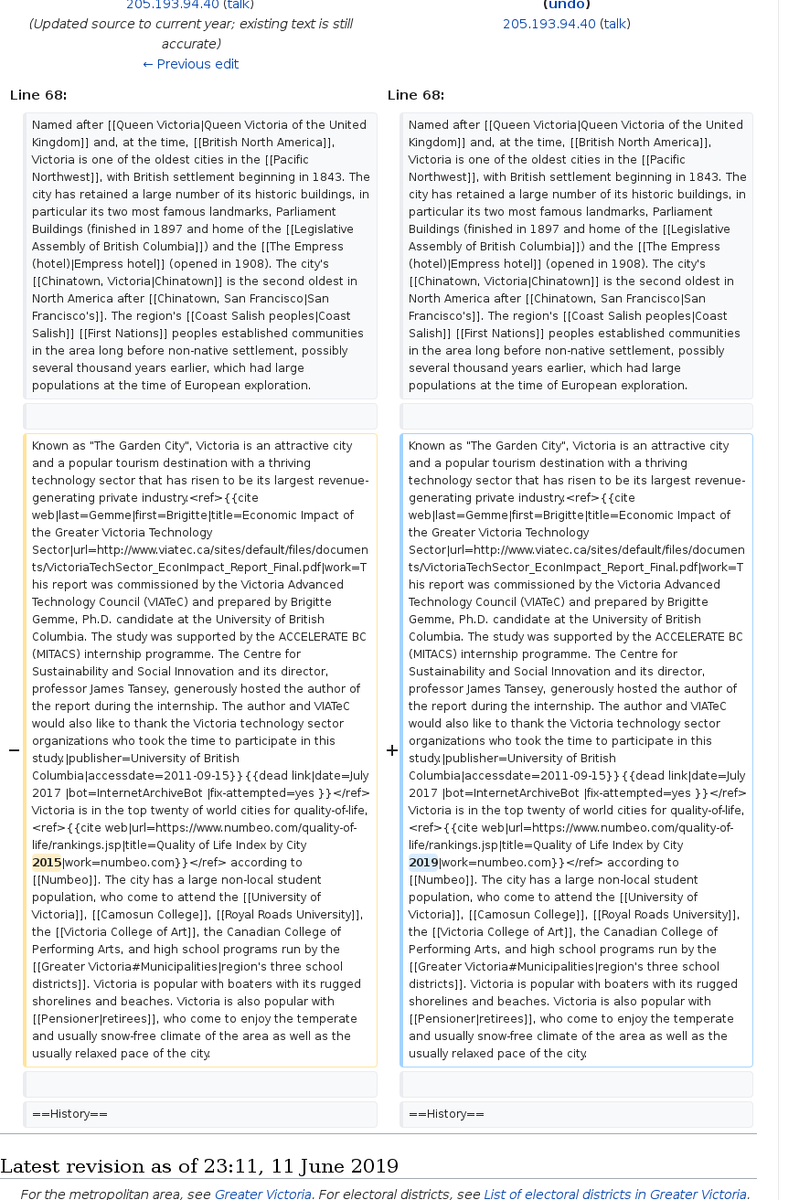 205.193.94.40 (talk)
(Updated source to current year; existing text is still
accurate)
← Previous edit
(undo)
205.193.94.40 (talk)
Line 68:
Named after [[Queen Victoria|Queen Victoria of the United
Kingdom]] and, at the time, [[British North America]],
Victoria is one of the oldest cities in the [[Pacific
Northwest]], with British settlement beginning in 1843. The
city has retained a large number of its historic buildings, in
particular its two most famous landmarks, Parliament
Buildings (finished in 1897 and home of the [[Legislative
Assembly of British Columbia]]) and the [[The Empress
(hotel)|Empress hotel]] (opened in 1908). The city's
[[Chinatown, Victoria|Chinatown]] is the second oldest in
North America after [[Chinatown, San Francisco|San
Francisco's]]. The region's [[Coast Salish peoples|Coast
Salish]] [[First Nations]] peoples established communities
in the area long before non-native settlement, possibly
several thousand years earlier, which had large
populations at the time of European exploration.
−
Known as "The Garden City", Victoria is an attractive city
and a popular tourism destination with a thriving
technology sector that has risen to be its largest revenue-
generating private industry.<ref>{{cite
web|last=Gemme|first=Brigitte|title=Economic Impact of
the Greater Victoria Technology
Sector|url=http://www.viatec.ca/sites/default/files/documen
ts/VictoriaTechSector_EconImpact_Report_Final.pdf|work=T
his report was commissioned by the Victoria Advanced
Technology Council (VIATeC) and prepared by Brigitte
Gemme, Ph.D. candidate at the University of British
Columbia. The study was supported by the ACCELERATE BC
(MITACS) internship programme. The Centre for
Sustainability and Social Innovation and its director,
professor James Tansey, generously hosted the author of
the report during the internship. The author and VIATeC
would also like to thank the Victoria technology sector
organizations who took the time to participate in this
study.|publisher=University of British
Columbia|accessdate=2011-09-15}}{{dead link|date=July
2017 |bot=InternetArchiveBot |fix-attempted=yes }}</ref>
Victoria is in the top twenty of world cities for quality-of-life,
<ref>{{cite web|url=https://www.numbeo.com/quality-of-
life/rankings.jsp|title=Quality of Life Index by City
2015|work=numbeo.com}}</ref> according to
[[Numbeo]]. The city has a large non-local student
population, who come to attend the [[University of
Victoria]], [[Camosun College]], [[Royal Roads University]],
the [[Victoria College of Art]], the Canadian College of
Performing Arts, and high school programs run by the
[[Greater Victoria#Municipalities|region's three school
districts]]. Victoria is popular with boaters with its rugged
shorelines and beaches. Victoria is also popular with
[[Pensioner|retirees]], who come to enjoy the temperate
and usually snow-free climate of the area as well as the
usually relaxed pace of the city.
==History==
Line 68:
Named after [[Queen Victoria|Queen Victoria of the United
Kingdom]] and, at the time, [[British North America]],
Victoria is one of the oldest cities in the [[Pacific
Northwest]], with British settlement beginning in 1843. The
city has retained a large number of its historic buildings, in
particular its two most famous landmarks, Parliament
Buildings (finished in 1897 and home of the [[Legislative
Assembly of British Columbia]]) and the [[The Empress
(hotel)|Empress hotel]] (opened in 1908). The city's
[[Chinatown, Victoria|Chinatown]] is the second oldest in
North America after [[Chinatown, San Francisco|San
Francisco's]]. The region's [[Coast Salish peoples|Coast
Salish]] [[First Nations]] peoples established communities
in the area long before non-native settlement, possibly
several thousand years earlier, which had large
populations at the time of European exploration.
+
Known as "The Garden City", Victoria is an attractive city
and a popular tourism destination with a thriving
technology sector that has risen to be its largest revenue-
generating private industry.<ref>{{cite
web|last=Gemme|first=Brigitte|title=Economic Impact of
the Greater Victoria Technology
Sector|url=http://www.viatec.ca/sites/default/files/documen
ts/VictoriaTechSector_EconImpact_Report_Final.pdf|work=T
his report was commissioned by the Victoria Advanced
Technology Council (VIATeC) and prepared by Brigitte
Gemme, Ph.D. candidate at the University of British
Columbia. The study was supported by the ACCELERATE BC
(MITACS) internship programme. The Centre for
Sustainability and Social Innovation and its director,
professor James Tansey, generously hosted the author of
the report during the internship. The author and VIATeC
would also like to thank the Victoria technology sector
organizations who took the time to participate in this
study.|publisher=University of British
Columbia|accessdate=2011-09-15}}{{dead link|date=July
2017 |bot=InternetArchiveBot |fix-attempted=yes }}</ref>
Victoria is in the top twenty of world cities for quality-of-life,
<ref>{{cite web|url=https://www.numbeo.com/quality-of-
life/rankings.jsp|title=Quality of Life Index by City
2019|work=numbeo.com}}</ref> according to
[[Numbeo]]. The city has a large non-local student
population, who come to attend the [[University of
Victoria]], [[Camosun College]], [[Royal Roads University]],
the [[Victoria College of Art]], the Canadian College of
Performing Arts, and high school programs run by the
[[Greater Victoria#Municipalities|region's three school
districts]]. Victoria is popular with boaters with its rugged
shorelines and beaches. Victoria is also popular with
[[Pensioner|retirees]], who come to enjoy the temperate
and usually snow-free climate of the area as well as the
usually relaxed pace of the city.
==History==
Latest revision as of 23:11, 11 June 2019
For the metropolitan area, see Greater Victoria. For electoral districts, see List of electoral districts in Greater Victoria.